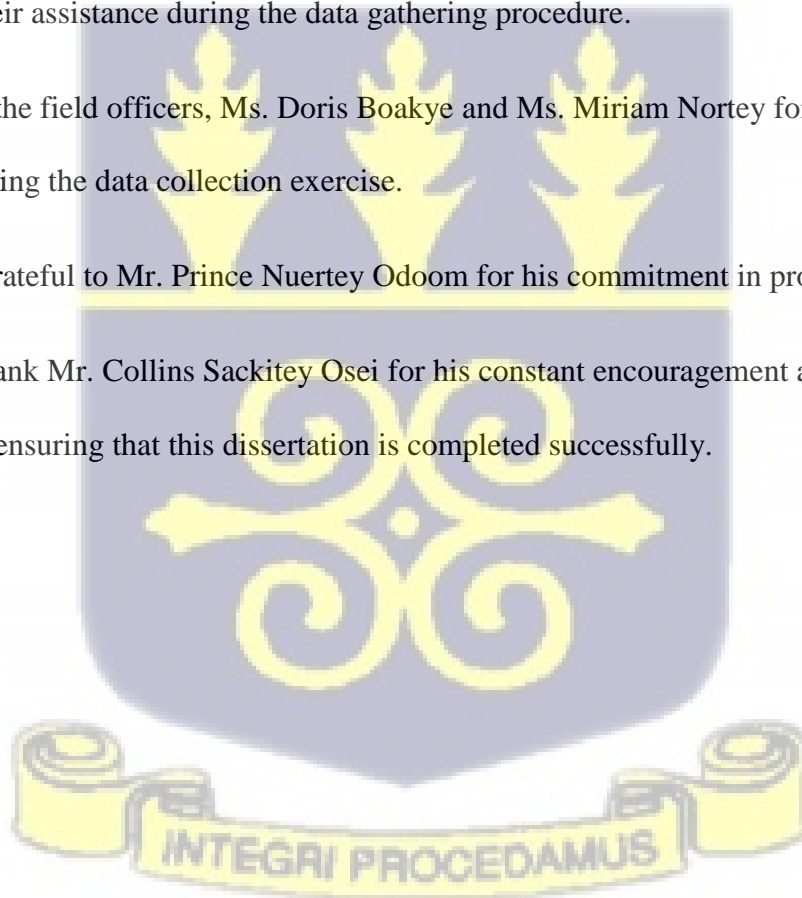 eir assistance during the data gathering procedure.
the field officers, Ms. Doris Boakye and Ms. Miriam Nortey for
ing the data collection exercise.
rateful to Mr. Prince Nuertey Odoom for his commitment in pro
ank Mr. Collins Sackitey Osei for his constant encouragement a
ensuring that this dissertation is completed successfully.
INTEGRI PROCEDAMUS